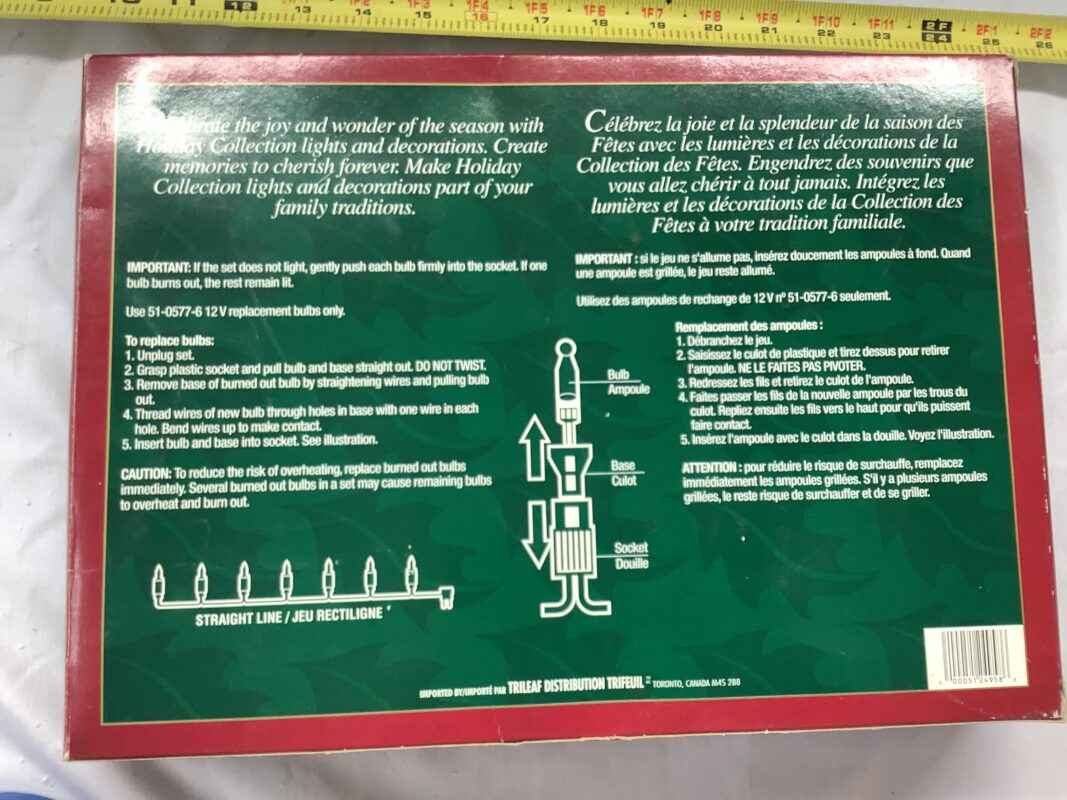 12 13 14 15 16 17 18 19 20 21 22 23 24 25 26
1F2 1F3 1F4 1F5 1F6 1F7 1F8 1F9 1F10 1F11 2F 2F1 2F2
the joy and wonder of the season with
Holiday Collection lights and decorations. Create
memories to cherish forever. Make Holiday
Collection lights and decorations part of your
family traditions.
IMPORTANT: If the set does not light, gently push each bulb firmly into the socket. If one
bulb burns out, the rest remain lit.
Use 51-0577-6 12 V replacement bulbs only.
To replace bulbs:
1. Unplug set.
2. Grasp plastic socket and pull bulb and base straight out. DO NOT TWIST.
3. Remove base of burned out bulb by straightening wires and pulling bulb
out.
4. Thread wires of new bulb through holes in base with one wire in each
hole. Bend wires up to make contact.
5. Insert bulb and base into socket. See illustration.
CAUTION: To reduce the risk of overheating, replace burned out bulbs
immediately. Several burned out bulbs in a set may cause remaining bulbs
to overheat and burn out.
STRAIGHT LINE / JEU RECTILIGNE
Célébrez la joie et la splendeur de la saison des
Fêtes avec les lumières et les décorations de la
Collection des Fêtes. Engendrez des souvenirs que
vous allez chérir à tout jamais. Intégrez les
lumières et les décorations de la Collection des
Fêtes à votre tradition familiale.
IMPORTANT : si le jeu ne s'allume pas, insérez doucement les ampoules à fond. Quand
une ampoule est grillée, le jeu reste allumé.
Utilisez des ampoules de rechange de 12 V nº 51-0577-6 seulement.
Remplacement des ampoules :
1. Débranchez le jeu.
2. Saisissez le culot de plastique et tirez dessus pour retirer
l'ampoule. NE LE FAITES PAS PIVOTER.
3. Redressez les fils et retirez le culot de l'ampoule.
4. Faites passer les fils de la nouvelle ampoule par les trous du
culot. Repliez ensuite les fils vers le haut pour qu'ils puissent
faire contact.
5. Insérez l'ampoule avec le culot dans la douille. Voyez l'illustration.
ATTENTION : pour réduire le risque de surchauffe, remplacez
immédiatement les ampoules grillées. S'il y a plusieurs ampoules
grillées, le reste risque de surchauffer et de se griller.
Bulb
Ampoule
Base
Culot
Socket
Douille
IMPORTED BY/IMPORTÉ PAR TRILEAF DISTRIBUTION TRIFEUIL TORONTO, CANADA M4S 2B8
00051 24958